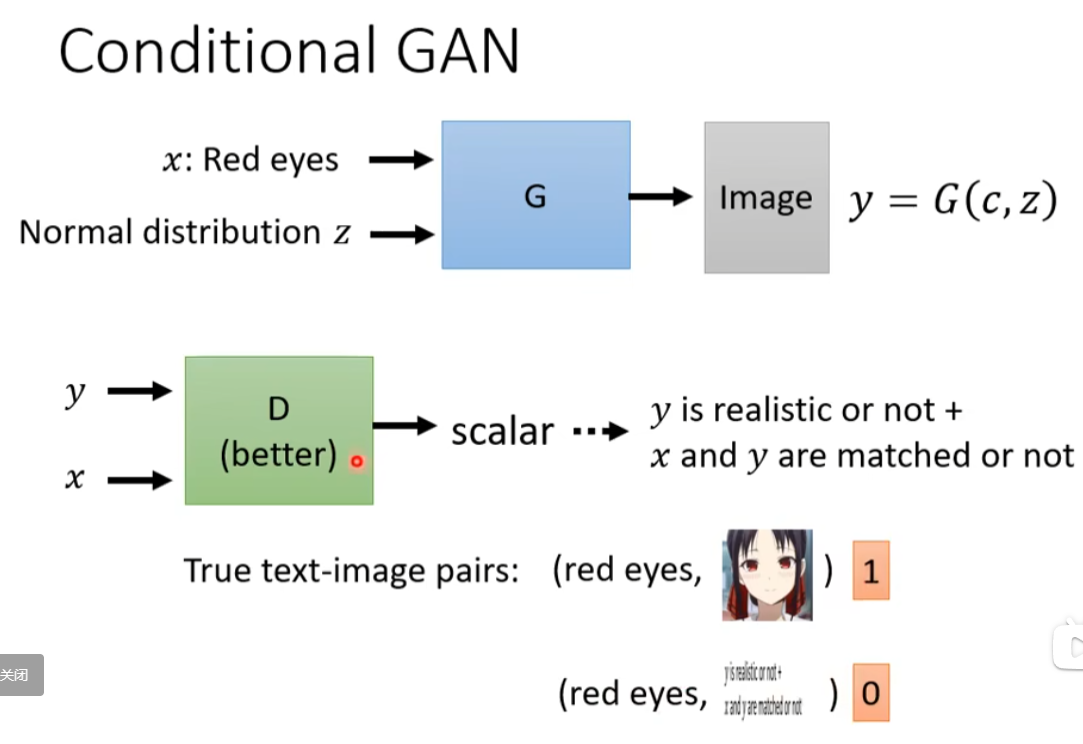 Conditional GAN
x: Red eyes
Normal distribution z
G
Image
y = G(c, z)
y
x
D
(better)
scalar
y is realistic or not +
x and y are matched or not
True text-image pairs: (red eyes, ) 1
(red eyes, y is realistic or not + ) 0
x and y are matched or not
关闭